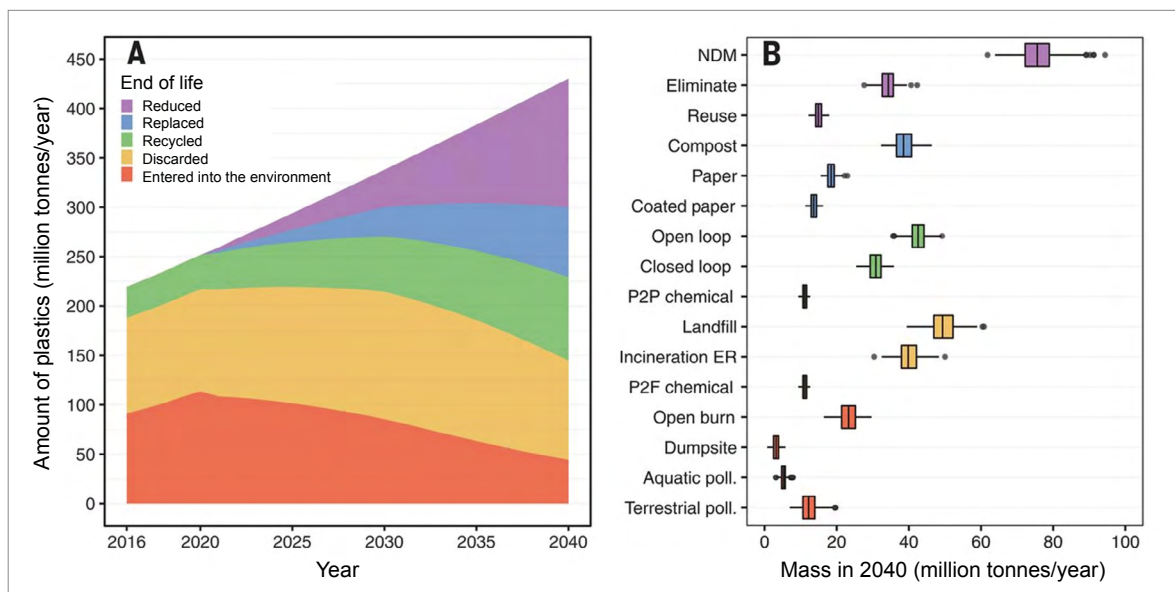 A
End of life
Reduced
Replaced
Recycled
Discarded
Entered into the environment
Amount of plastics (million tonnes/year)
450
400
350
300
250
200
150
100
50
0
2016 2020 2025 2030 2035 2040
Year
B
NDM
Eliminate
Reuse
Compost
Paper
Coated paper
Open loop
Closed loop
P2P chemical
Landfill
Incineration ER
P2F chemical
Open burn
Dumpsite
Aquatic poll.
Terrestrial poll.
0 20 40 60 80 100
Mass in 2040 (million tonnes/year)